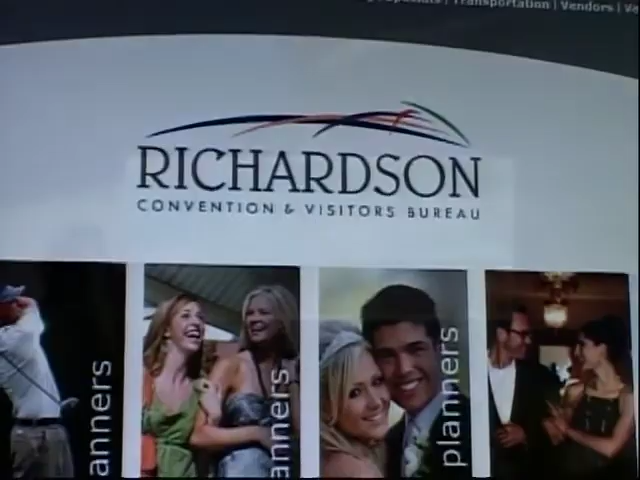 Transportation | Vendors |
RICHARDSON
CONVENTION & VISITORS BUREAU
anners
anners
planners